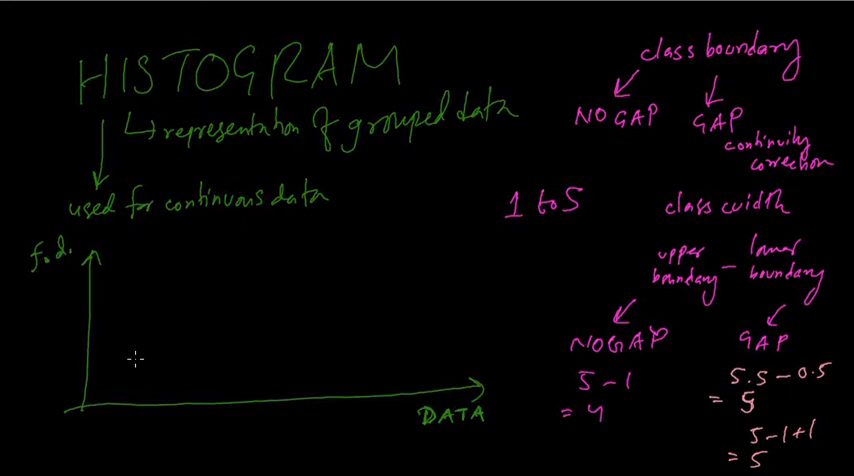 HISTOGRAM
representation of grouped data
used for continuous data
f.d.
DATA
class boundary
NO GAP
GAP
continuity
correction
1 to 5
class width
upper
boundary
-
lower
boundary
NO GAP
5-1
= 4
GAP
5.5-0.5
= 5
5-1+1
= 5